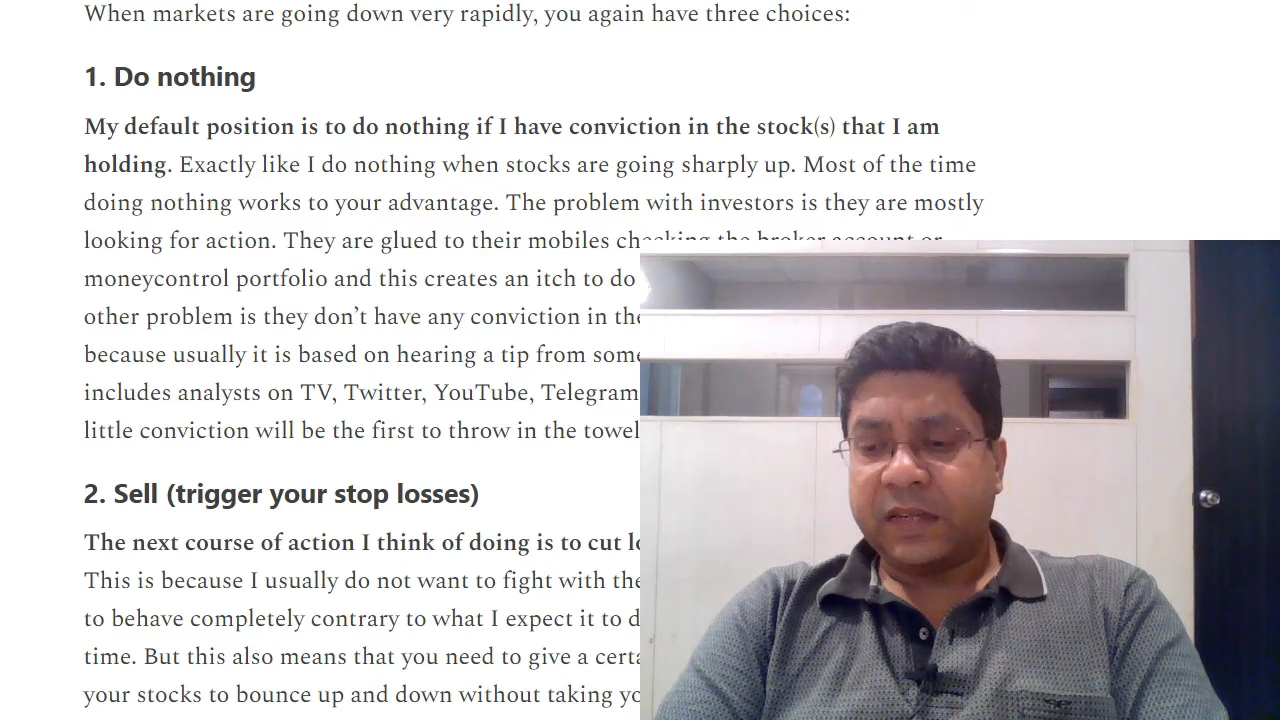 When markets are going down very rapidly, you again have three choices:
1. Do nothing
My default position is to do nothing if I have conviction in the stock(s) that I am
holding. Exactly like I do nothing when stocks are going sharply up. Most of the time
doing nothing works to your advantage. The problem with investors is they are mostly
looking for action. They are glued to their mobiles checking the broker account or
moneycontrol portfolio and this creates an itch to do
other problem is they don’t have any conviction in the
because usually it is based on hearing a tip from some
includes analysts on TV, Twitter, YouTube, Telegram
little conviction will be the first to throw in the towel
2. Sell (trigger your stop losses)
The next course of action I think of doing is to cut
This is because I usually do not want to fight with the
to behave completely contrary to what I expect it to
time. But this also means that you need to give a
your stocks to bounce up and down without taking